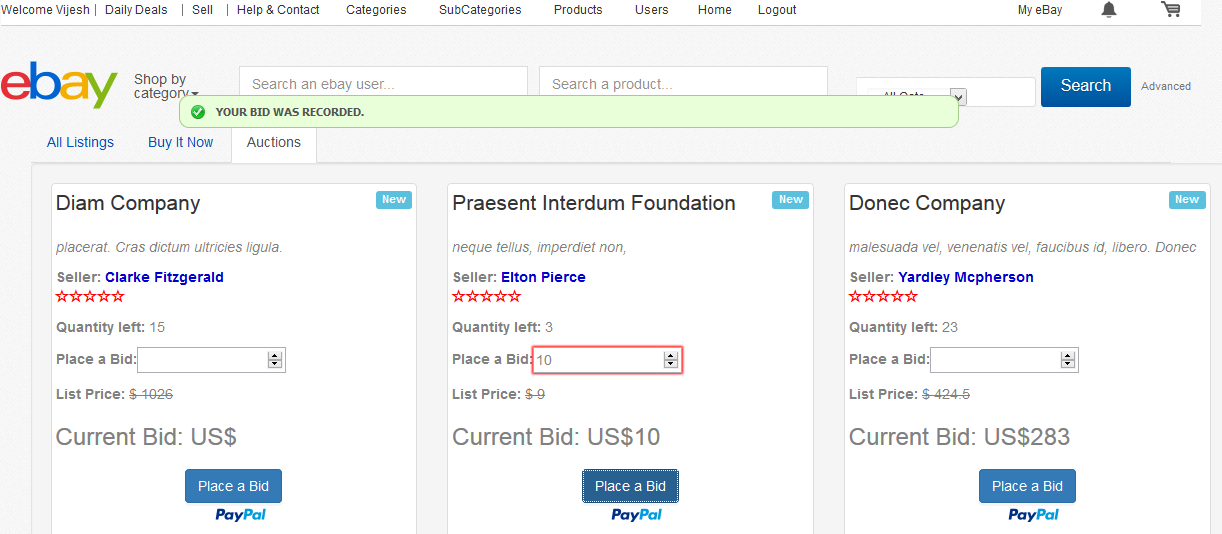 Welcome Vijesh | Daily Deals | Sell | Help & Contact Categories SubCategories Products Users Home Logout My eBay
ebay
Shop by category
Search an ebay user...
Search a product...
Search
Advanced
YOUR BID WAS RECORDED.
All Listings Buy It Now Auctions
Diam Company New
placerat. Cras dictum ultricies ligula.
Seller: Clarke Fitzgerald
☆☆☆☆☆
Quantity left: 15
Place a Bid:
List Price: $ 1026
Current Bid: US$
Place a Bid
PayPal
Praesent Interdum Foundation New
neque tellus, imperdiet non,
Seller: Elton Pierce
☆☆☆☆☆
Quantity left: 3
Place a Bid: 10
List Price: $ 9
Current Bid: US$10
Place a Bid
PayPal
Donec Company New
malesuada vel, venenatis vel, faucibus id, libero. Donec
Seller: Yardley Mcpherson
☆☆☆☆☆
Quantity left: 23
Place a Bid:
List Price: $ 424.5
Current Bid: US$283
Place a Bid
PayPal